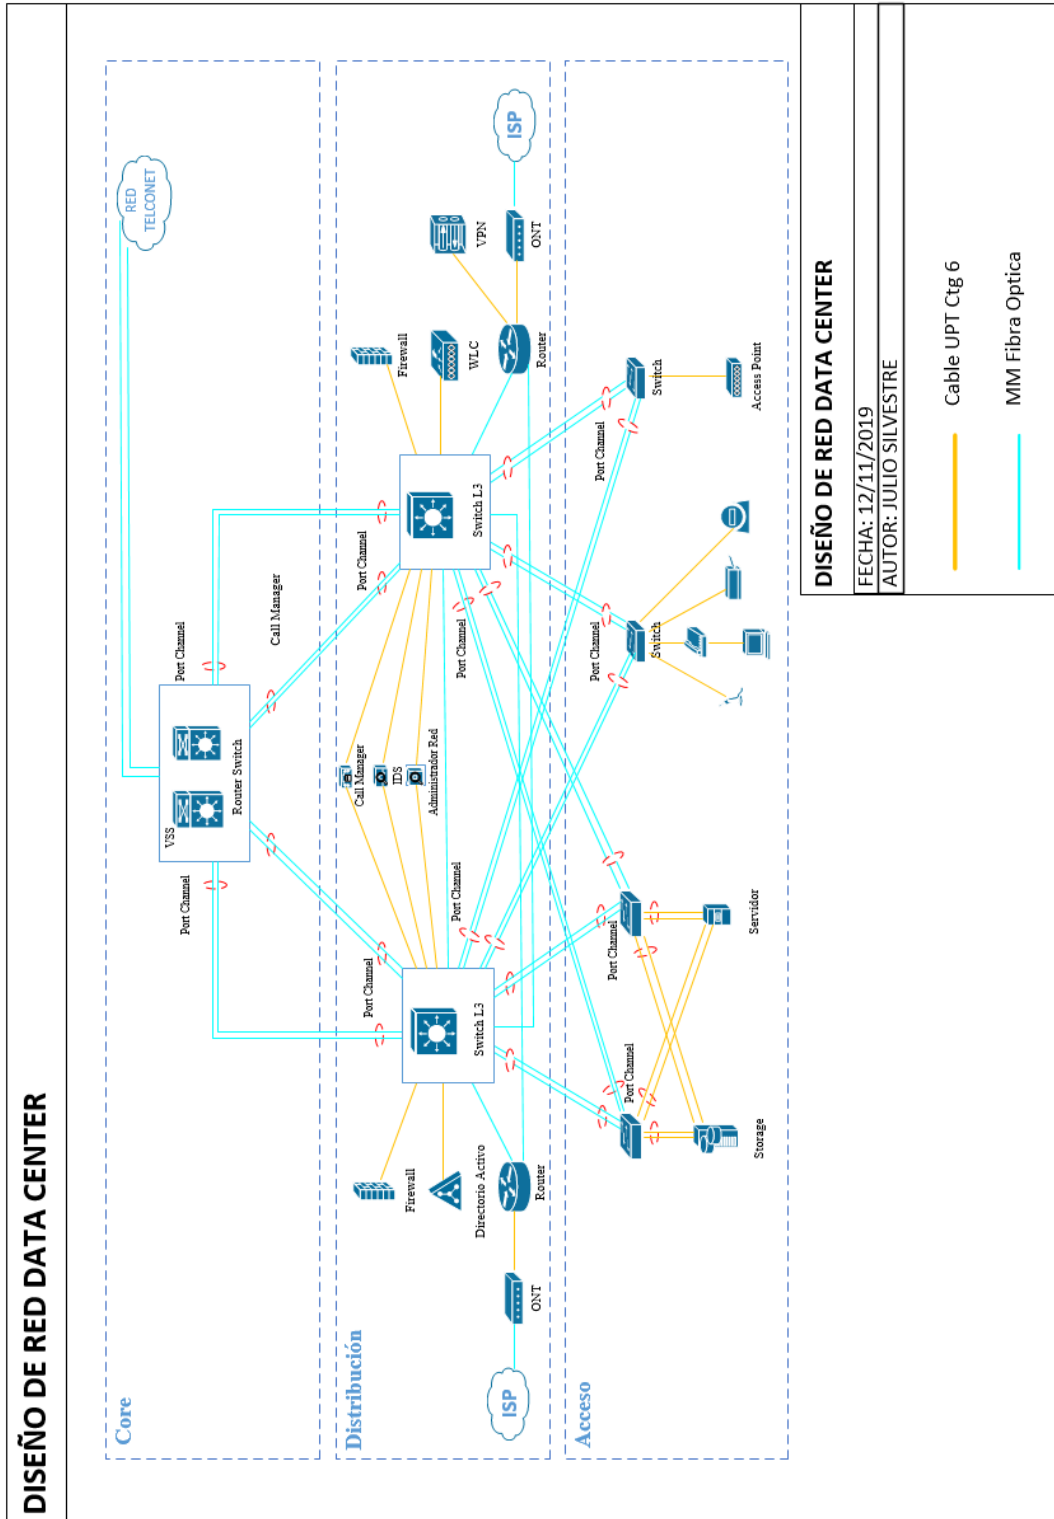 DISEÑO DE RED DATA CENTER
Core
RED
TELCONET
VSS
Router Switch
Port Channel
Port Channel
Call Manager
Distribución
Port Channel
Port Channel
Call Manager
IDS
Administrador Red
Firewall
Directorio Activo
Switch L3
Port Channel
Port Channel
Switch L3
Firewall
WLC
VPN
ISP
ONT
Router
Router
ONT
ISP
Acceso
Port Channel
Port Channel
Port Channel
Port Channel
Switch
Switch
Storage
Servidor
Access Point
DISEÑO DE RED DATA CENTER
FECHA: 12/11/2019
AUTOR: JULIO SILVESTRE
Cable UPT Ctg 6
MM Fibra Optica